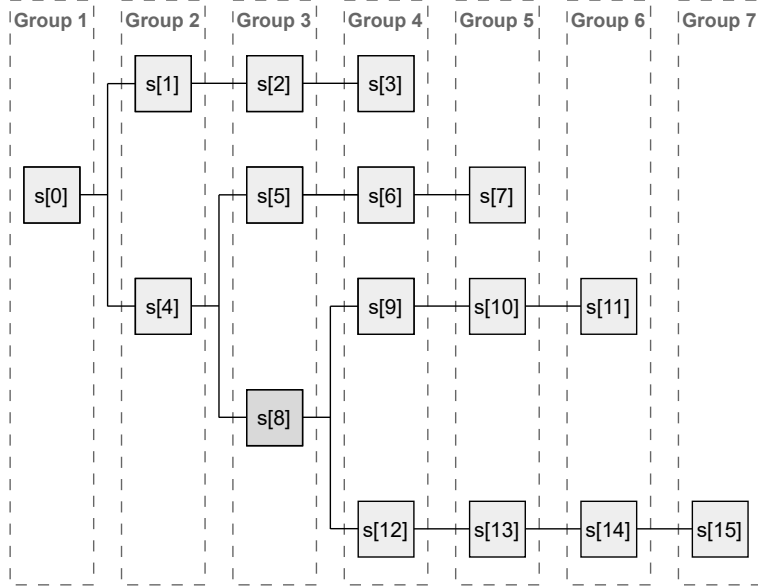 Group 1 Group 2 Group 3 Group 4 Group 5 Group 6 Group 7
s[1] s[2] s[3]
s[0] s[5] s[6] s[7]
s[4] s[9] s[10] s[11]
s[8]
s[12] s[13] s[14] s[15]